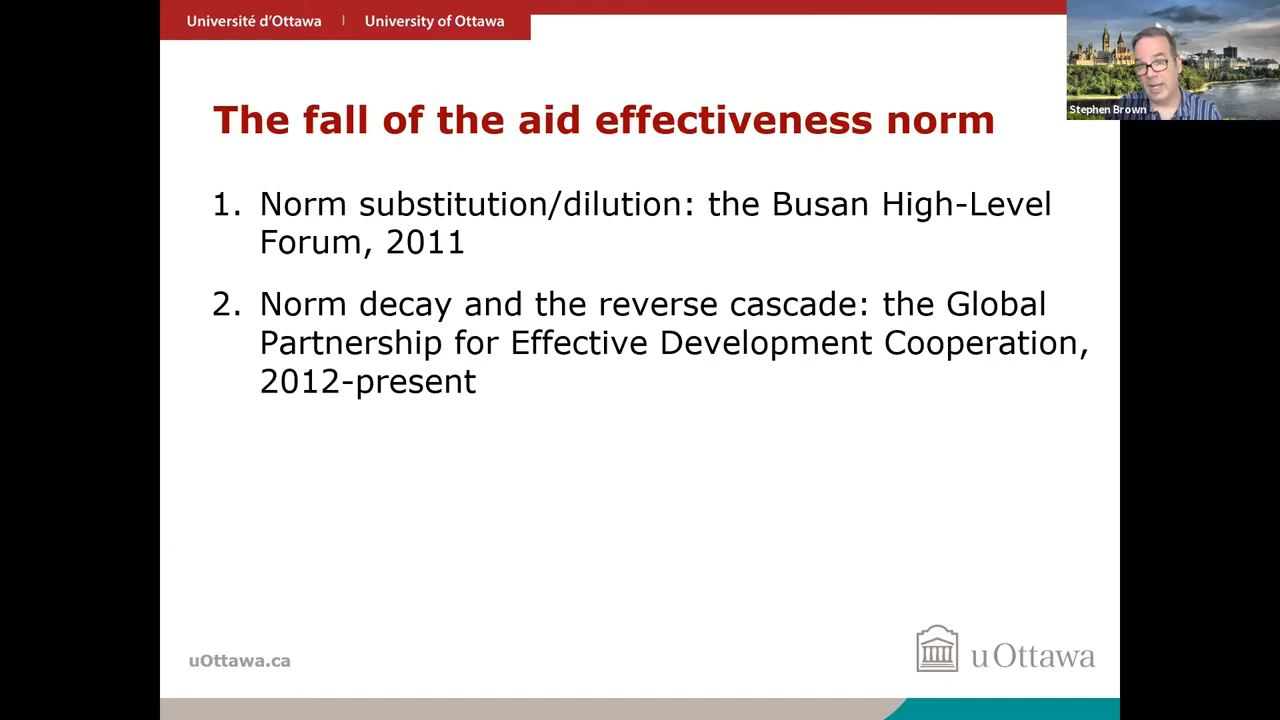 Université d'Ottawa | University of Ottawa
Stephen Brown
The fall of the aid effectiveness norm
1. Norm substitution/dilution: the Busan High-Level
Forum, 2011
2. Norm decay and the reverse cascade: the Global
Partnership for Effective Development Cooperation,
2012-present
uOttawa.ca
uOttawa